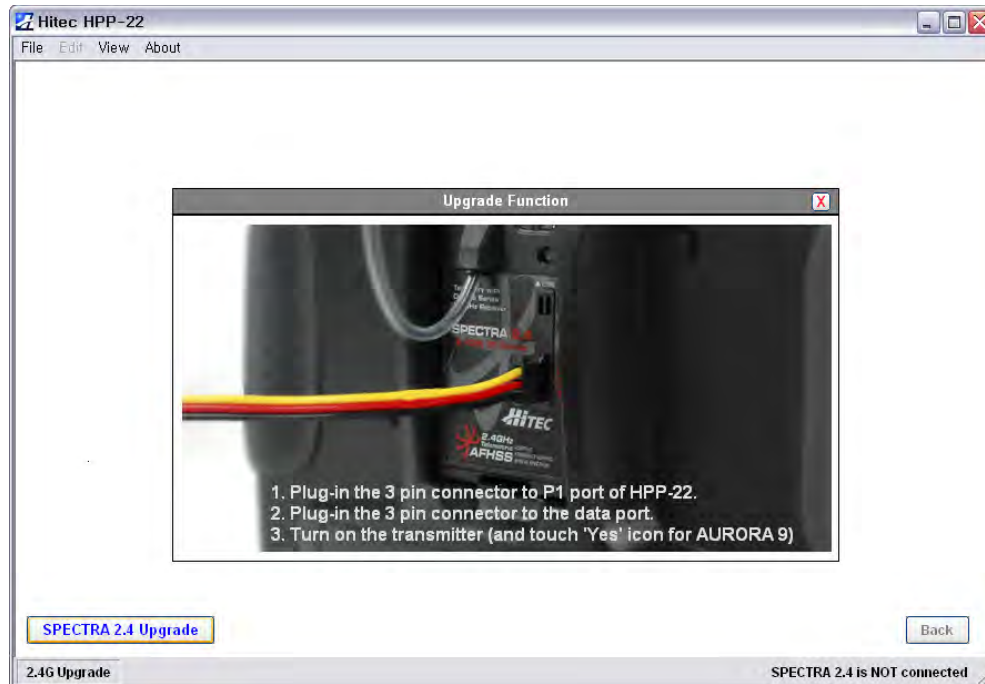 Hitec HPP-22
File Edit View About
Upgrade Function
X
SPECTRA 2.4
HiTEC
2.4GHz
AFHSS
1. Plug-in the 3 pin connector to P1 port of HPP-22.
2. Plug-in the 3 pin connector to the data port.
3. Turn on the transmitter (and touch 'Yes' icon for AURORA 9)
SPECTRA 2.4 Upgrade
Back
2.4G Upgrade
SPECTRA 2.4 is NOT connected